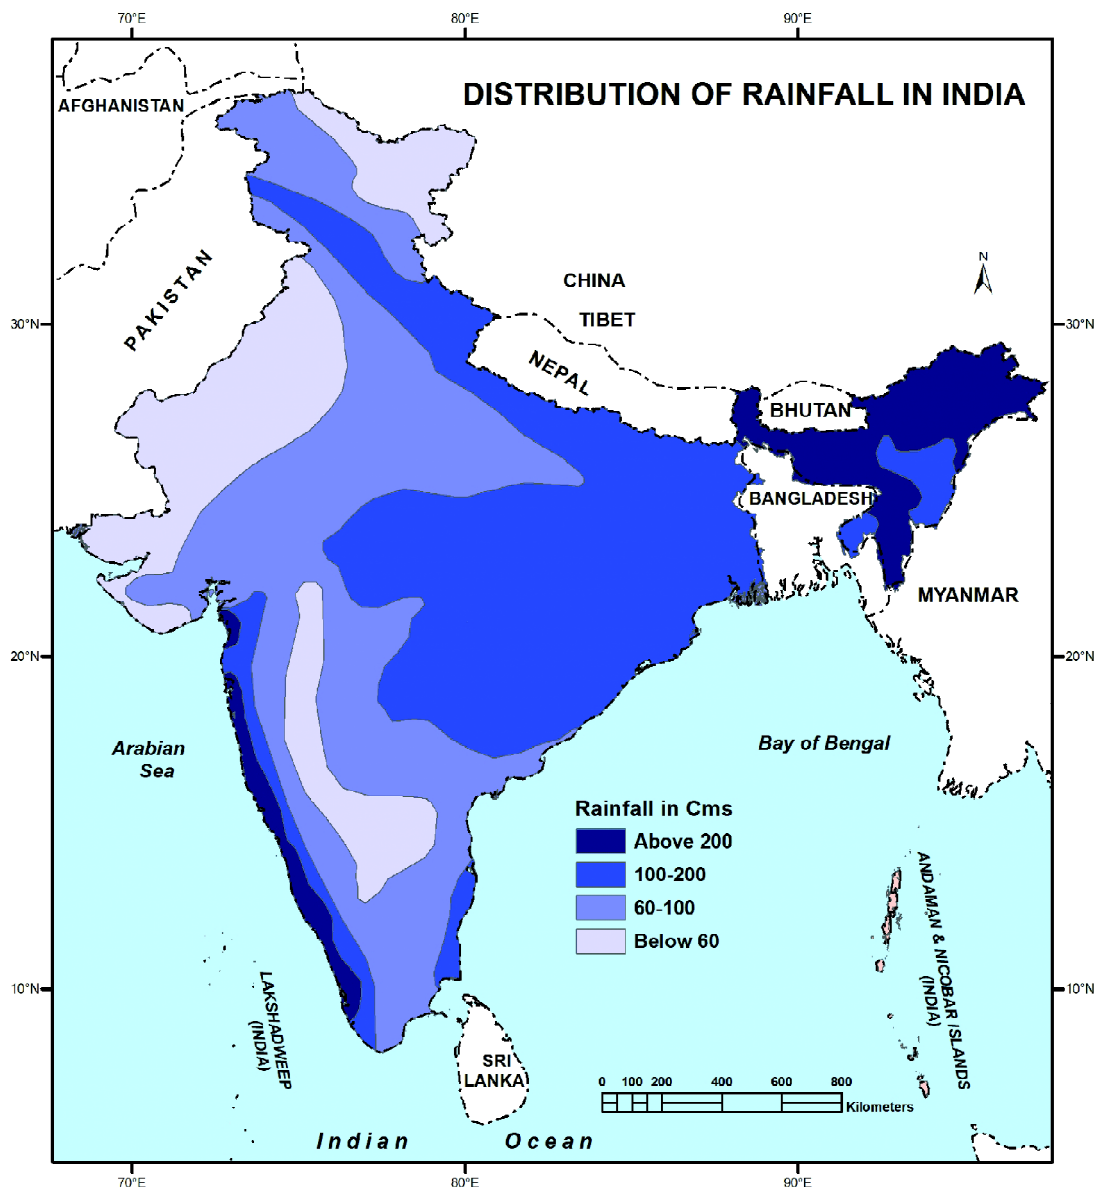 70°E 80°E 90°E
DISTRIBUTION OF RAINFALL IN INDIA
AFGHANISTAN
PAKISTAN
N
CHINA
TIBET
30°N 30°N
NEPAL
BHUTAN
BANGLADESH
MYANMAR
20°N 20°N
Arabian
Sea
Bay of Bengal
Rainfall in Cms
Above 200
100-200
60-100
Below 60
ANDAMAN & NICOBAR ISLANDS
(INDIA)
LAKSHADWEEP
(INDIA)
10°N 10°N
SRI
LANKA
0 100 200 400 600 800
Kilometers
Indian Ocean
70°E 80°E 90°E